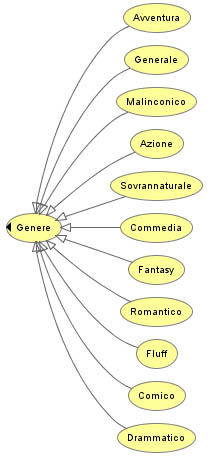 Avventura
Generale
Malinconico
Azione
Sovrannaturale
Genere
Commedia
Fantasy
Romantico
Fluff
Comico
Drammatico